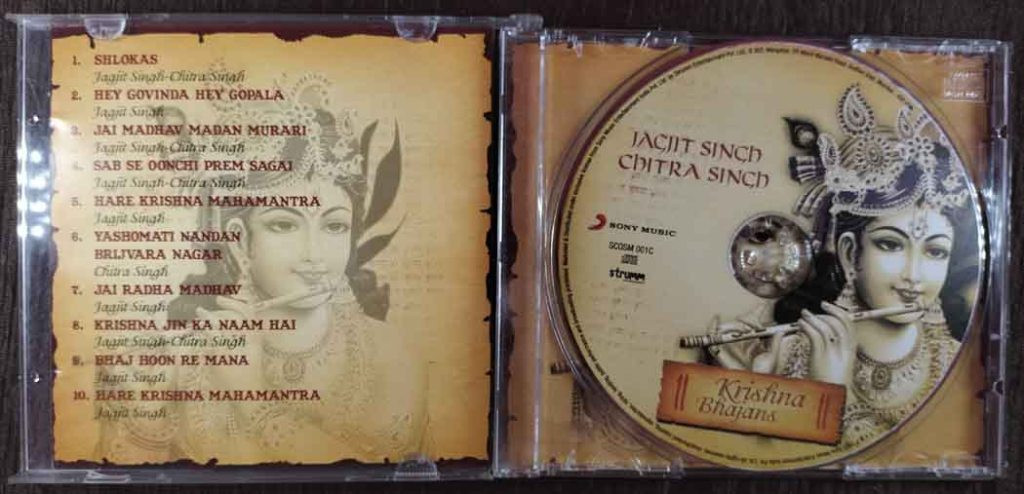 1. SHLOKAS
Jagjit Singh-Chitra Singh
2. HEY GOVINDA HEY GOPALA
Jagjit Singh
3. JAI MADHAV MADAN MURARI
Jagjit Singh-Chitra Singh
4. SAB SE OONCHI PREM SAGAI
Jagjit Singh-Chitra Singh
5. HARE KRISHNA MAHAMANTRA
Jagjit Singh
6. YASHOMATI NANDAN
BRIJVARA NAGAR
Chitra Singh
7. JAI RADHA MADHAV
Jagjit Singh
8. KRISHNA JIN KA NAAM HAI
Jagjit Singh-Chitra Singh
9. BHAJ HOON RE MANA
Jagjit Singh
10. HARE KRISHNA MAHAMANTRA
Jagjit Singh
JAGJIT SINGH
CHITRA SINGH
SONY MUSIC
SCOSM 001C
strumm
Krishna
Bhajans